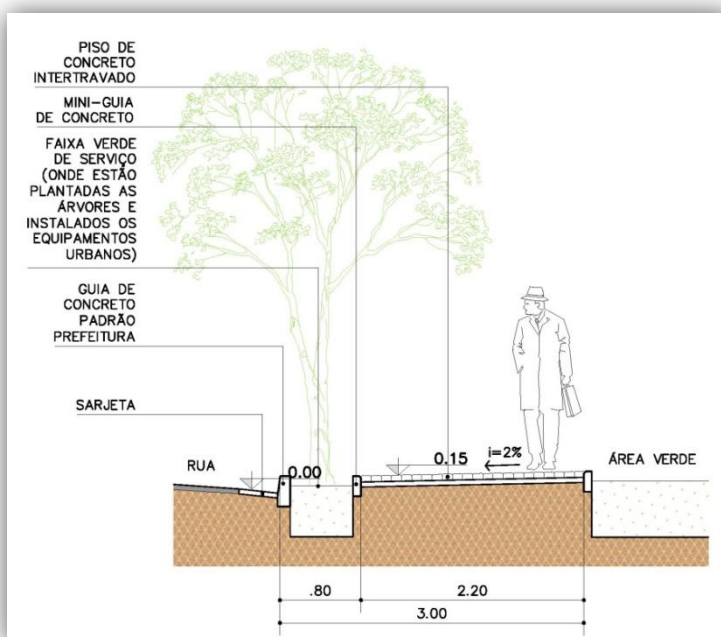 PISO DE
CONCRETO
INTERTRAVADO
MINI-GUIA
DE CONCRETO
FAIXA VERDE
DE SERVIÇO
(ONDE ESTÃO
PLANTADAS AS
ÁRVORES E
INSTALADOS OS
EQUIPAMENTOS
URBANOS)
GUIA DE
CONCRETO
PADRÃO
PREFEITURA
SARJETA
RUA
0.00
0.15
i=2%
ÁREA VERDE
.80
2.20
3.00